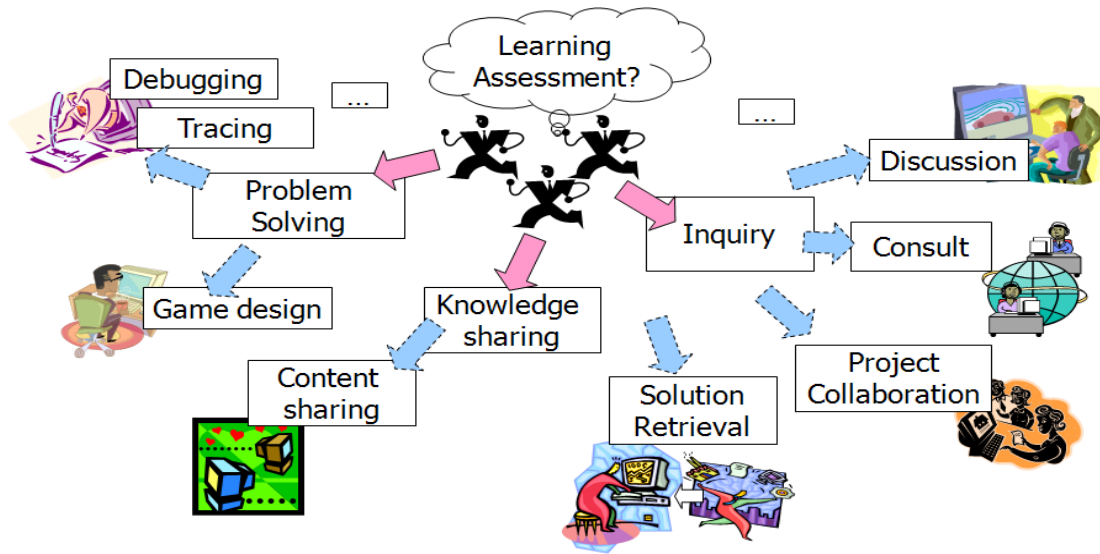 Learning
Assessment?
Debugging
...
...
Tracing
Discussion
Problem
Solving
Inquiry
Consult
Game design
Knowledge
sharing
Content
sharing
Solution
Retrieval
Project
Collaboration